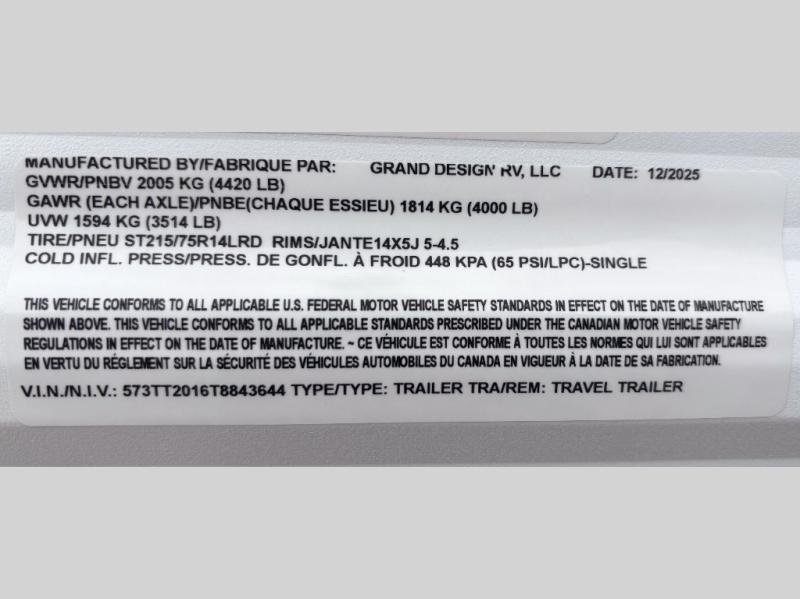 MANUFACTURED BY/FABRIQUE PAR: GRAND DESIGN RV, LLC DATE: 12/2025
GVWR/PNBV 2005 KG (4420 LB)
GAWR (EACH AXLE)/PNBE(CHAQUE ESSIEU) 1814 KG (4000 LB)
UVW 1594 KG (3514 LB)
TIRE/PNEU ST215/75R14LRD RIMS/JANTE14X5J 5-4.5
COLD INFL. PRESS/PRESS. DE GONFL. À FROID 448 KPA (65 PSI/LPC)-SINGLE
THIS VEHICLE CONFORMS TO ALL APPLICABLE U.S. FEDERAL MOTOR VEHICLE SAFETY STANDARDS IN EFFECT ON THE DATE OF MANUFACTURE
SHOWN ABOVE. THIS VEHICLE CONFORMS TO ALL APPLICABLE STANDARDS PRESCRIBED UNDER THE CANADIAN MOTOR VEHICLE SAFETY
REGULATIONS IN EFFECT ON THE DATE OF MANUFACTURE. ~ CE VÉHICULE EST CONFORME À TOUTES LES NORMES QUI LUI SONT APPLICABLES
EN VERTU DU RÉGLEMENT SUR LA SÉCURITÉ DES VÉHICULES AUTOMOBILES DU CANADA EN VIGUEUR À LA DATE DE SA FABRICATION.
V.I.N./N.I.V.: 573TT2016T8843644 TYPE/TYPE: TRAILER TRA/REM: TRAVEL TRAILER